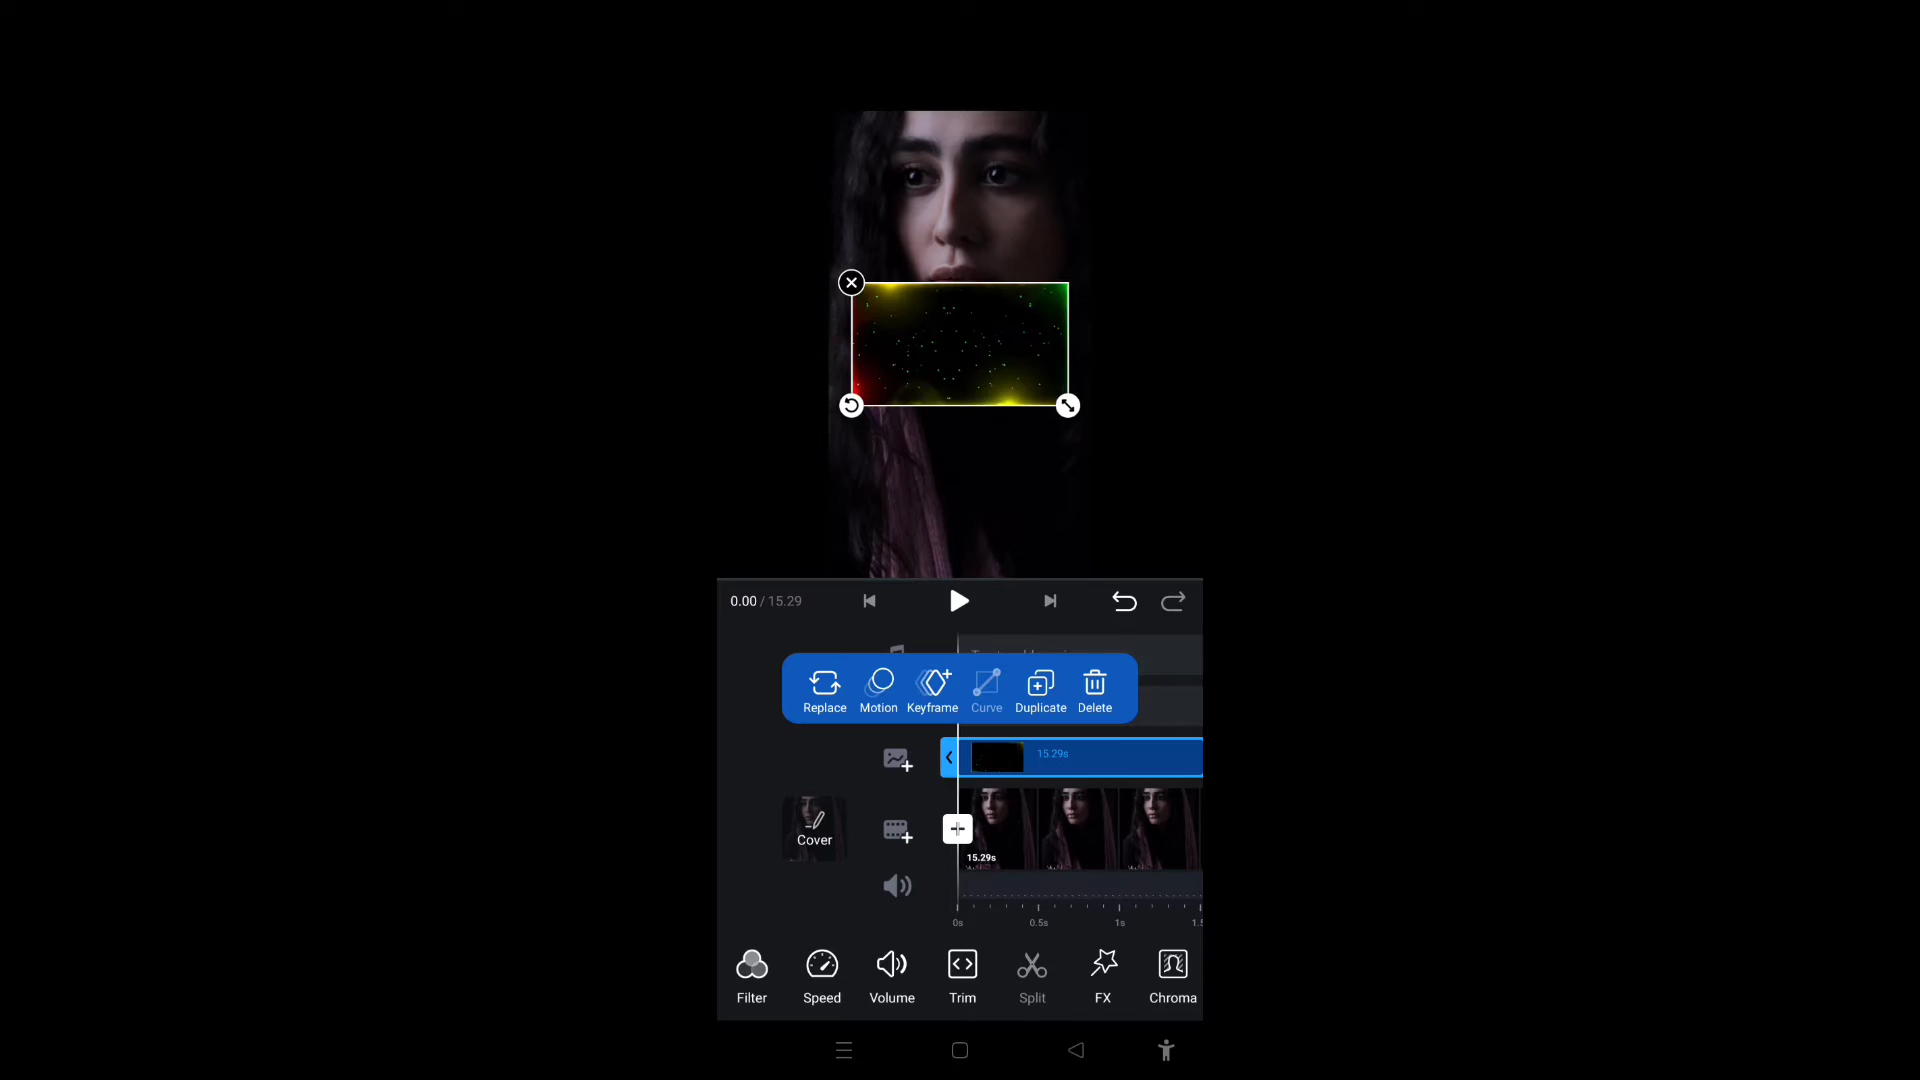 0.00 / 15.29
Replace Motion Keyframe Curve Duplicate Delete
15.29s
Cover
15.29s
0s 0.5s 1s
Filter Speed Volume Trim Split FX Chroma